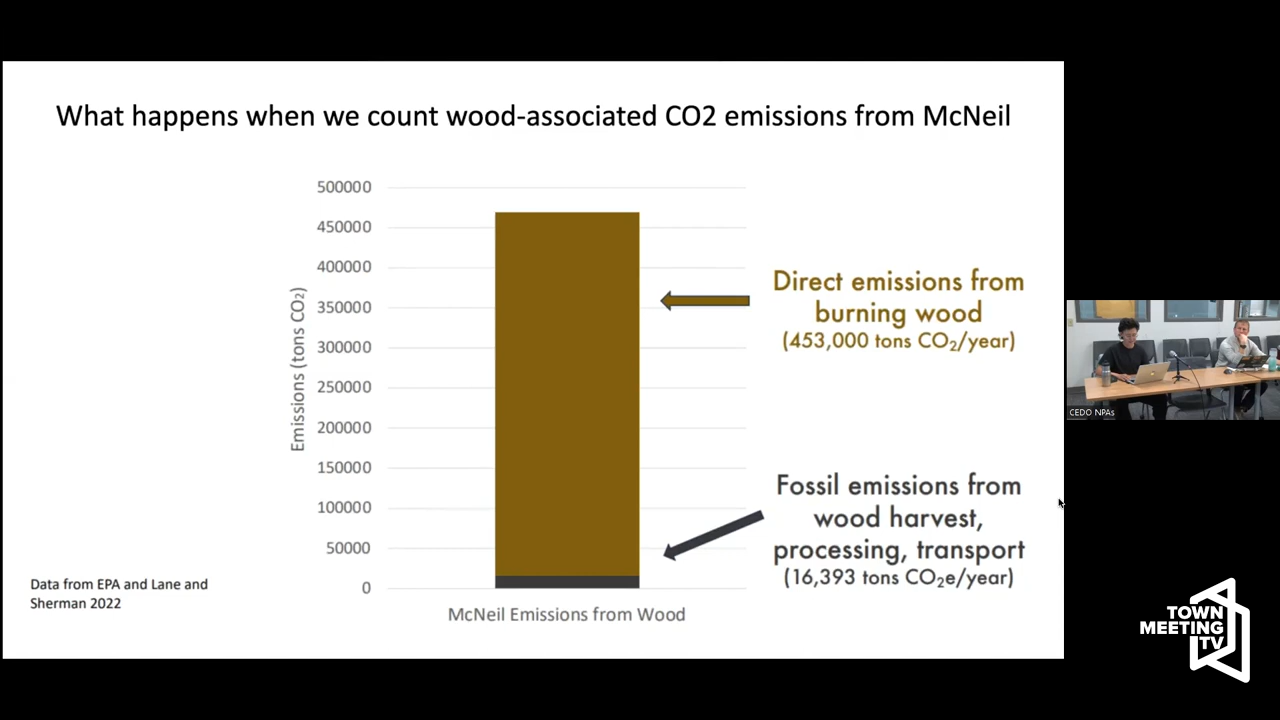 What happens when we count wood-associated CO2 emissions from McNeil
500000
450000
400000
350000
300000
250000
200000
150000
100000
50000
0
Emissions (tons CO₂)
McNeil Emissions from Wood
Direct emissions from
burning wood
(453,000 tons CO₂/year)
Fossil emissions from
wood harvest,
processing, transport
(16,393 tons CO₂e/year)
Data from EPA and Lane and
Sherman 2022
CEDO NPAs
TOWN
MEETING
TV